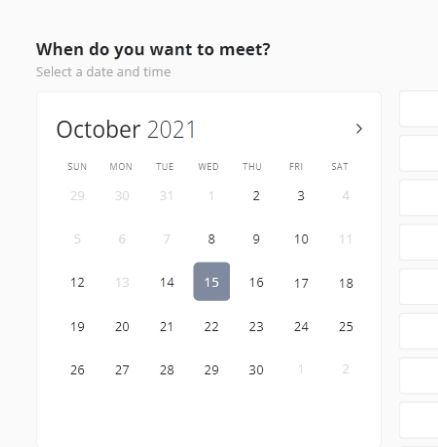 When do you want to meet?
Select a date and time
October 2021
SUN MON TUE WED THU FRI SAT
29 30 31 1 2 3 4
5 6 7 8 9 10 11
12 13 14 15 16 17 18
19 20 21 22 23 24 25
26 27 28 29 30 1 2